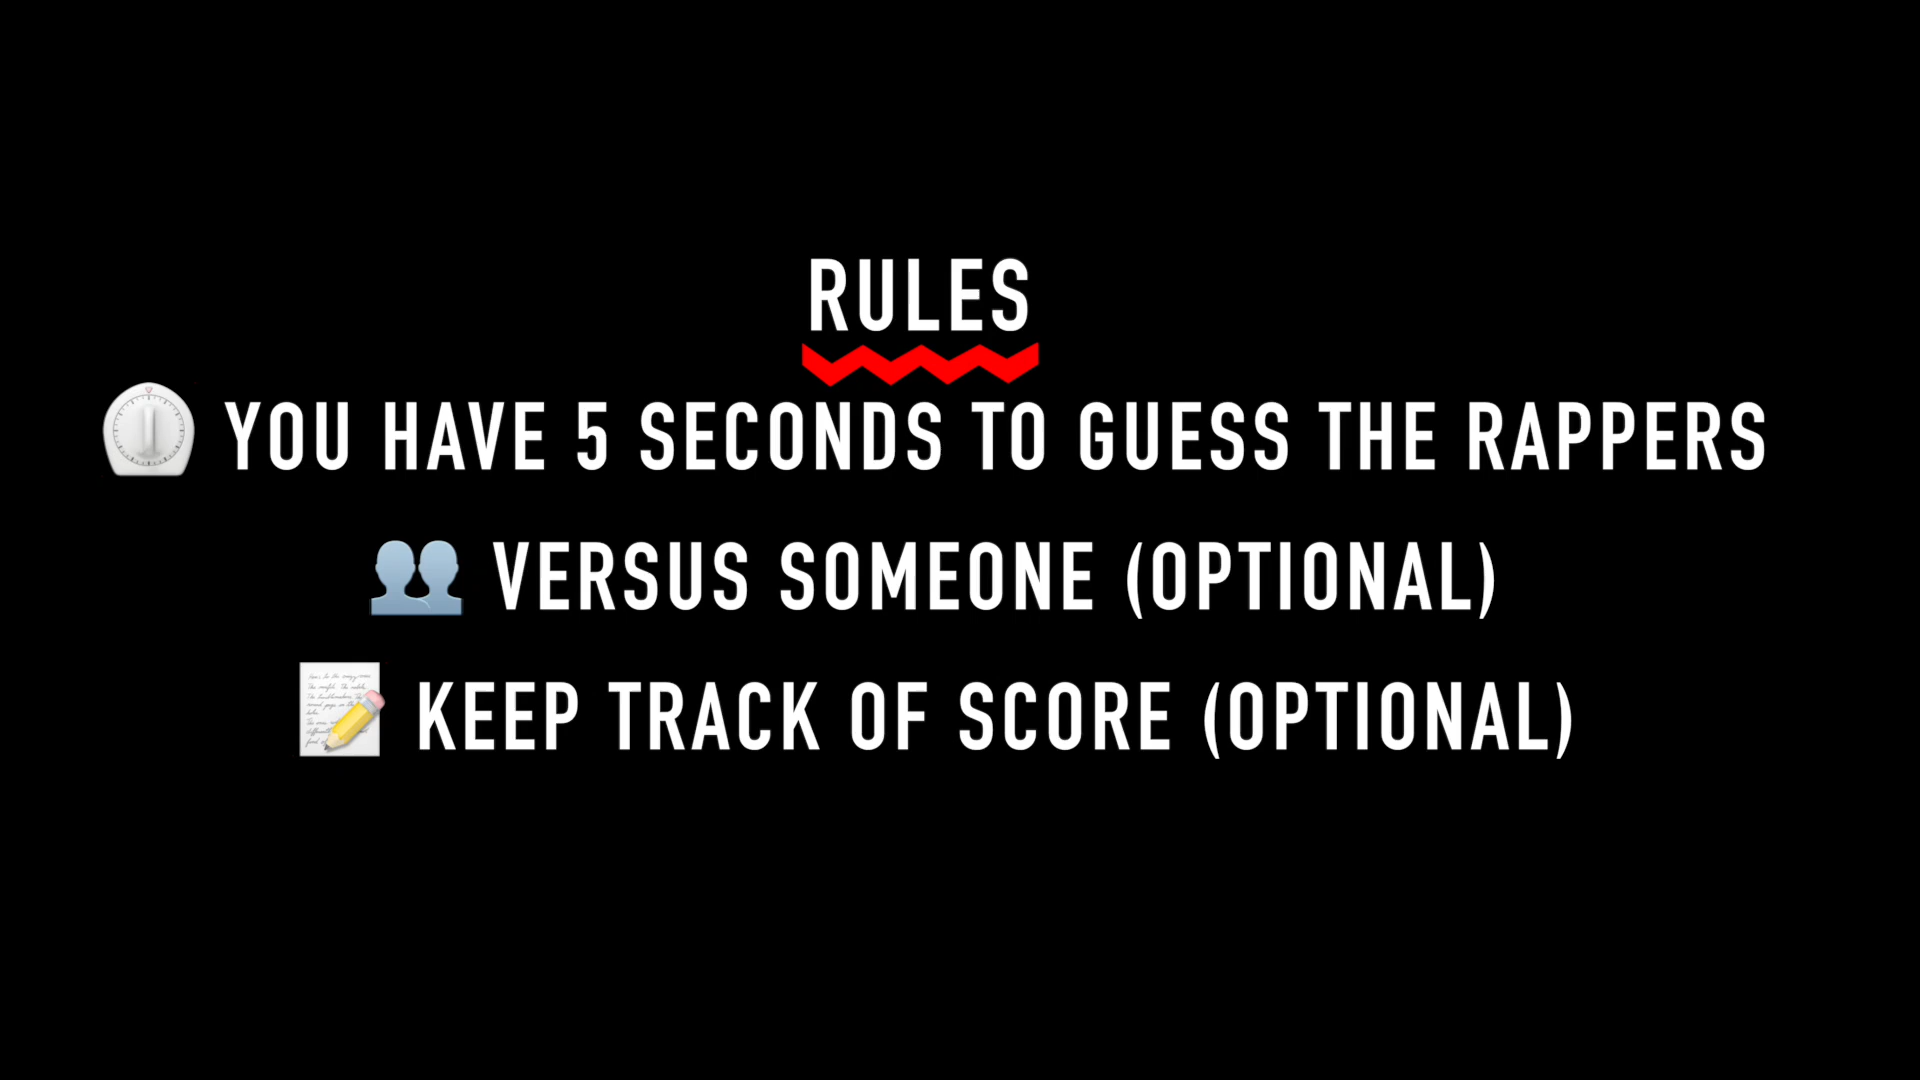 RULES
YOU HAVE 5 SECONDS TO GUESS THE RAPPERS
VERSUS SOMEONE (OPTIONAL)
KEEP TRACK OF SCORE (OPTIONAL)